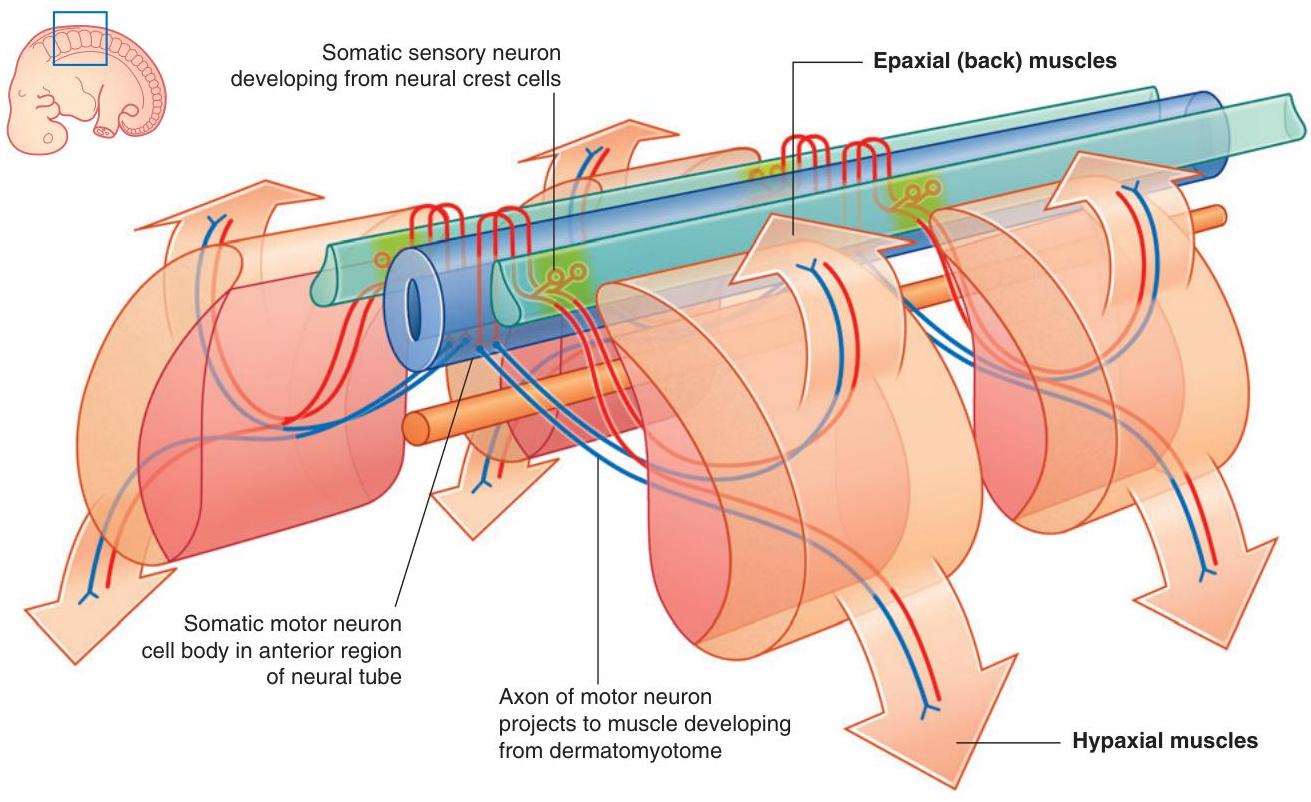 Somatic sensory neuron
developing from neural crest cells
Epaxial (back) muscles
Somatic motor neuron
cell body in anterior region
of neural tube
Axon of motor neuron
projects to muscle developing
from dermatomyotome
Hypaxial muscles